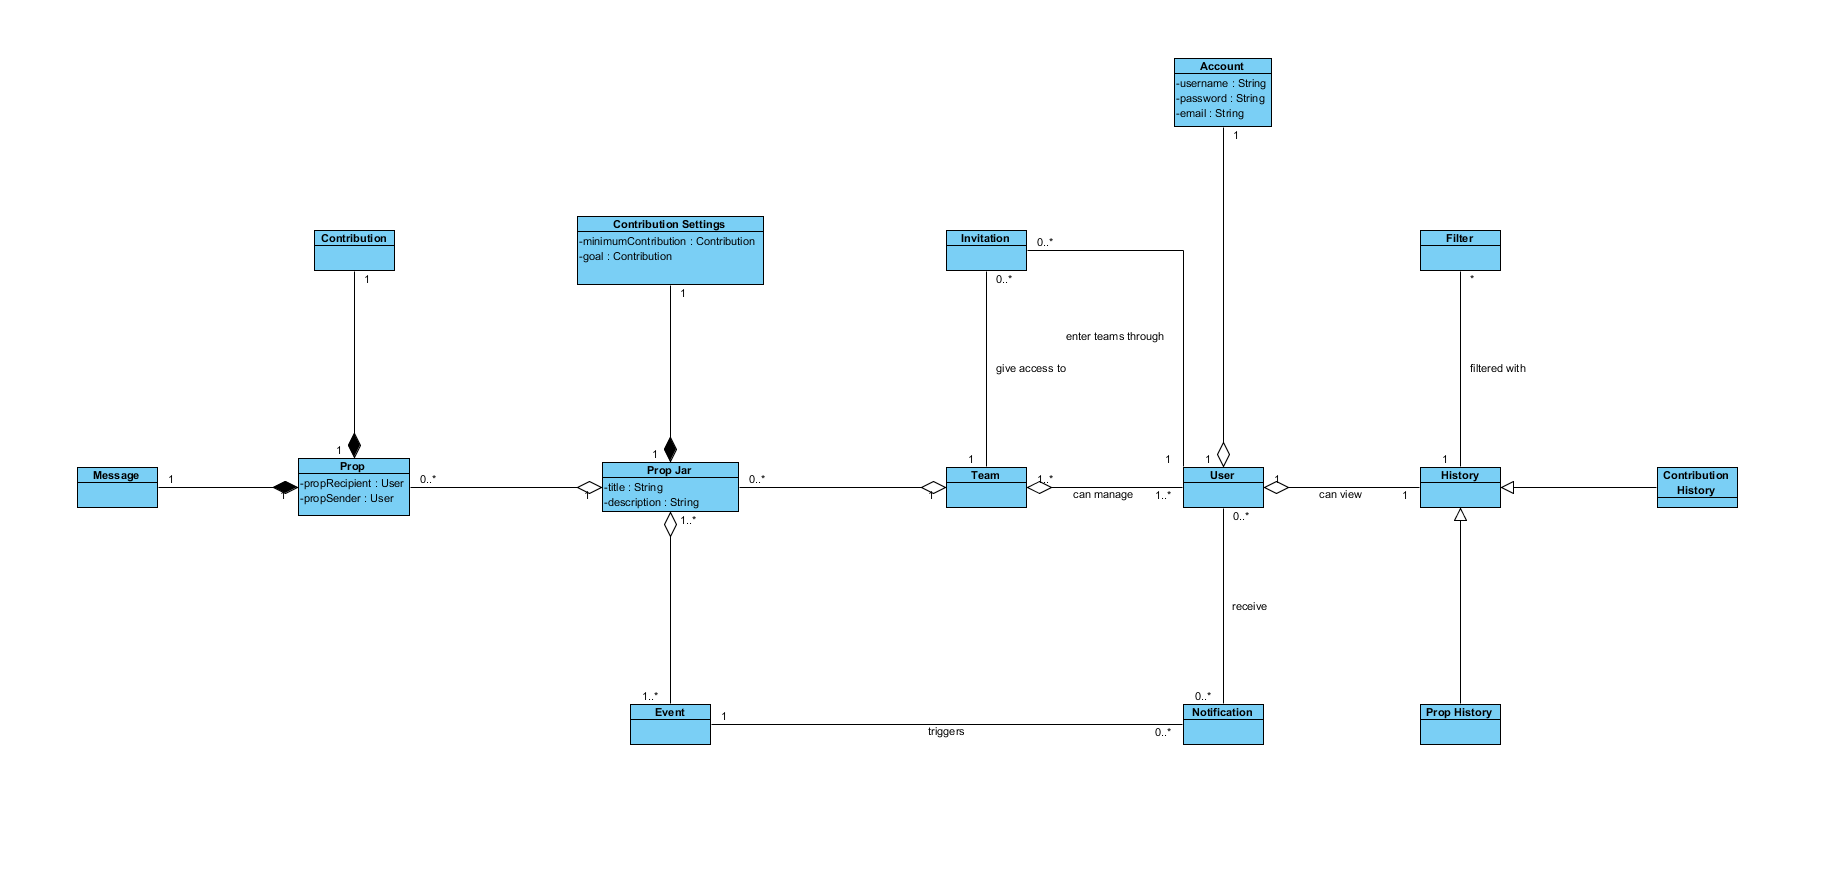 Account
-username : String
-password : String
-email : String
1
Contribution
1
Contribution Settings
-minimumContribution : Contribution
-goal : Contribution
1
Invitation
0..*
0..*
enter teams through
give access to
Filter
*
filtered with
Message
1
1
1
Prop
-propRecipient : User
-propSender : User
0..*
1
1
Prop Jar
-title : String
-description : String
1..*
0..*
1
1
Team
1..*
can manage
1..*
1
1
User
0..*
1
can view
1
1
History
Contribution
History
receive
1..*
Event
1
triggers
0..*
0..*
Notification
Prop History